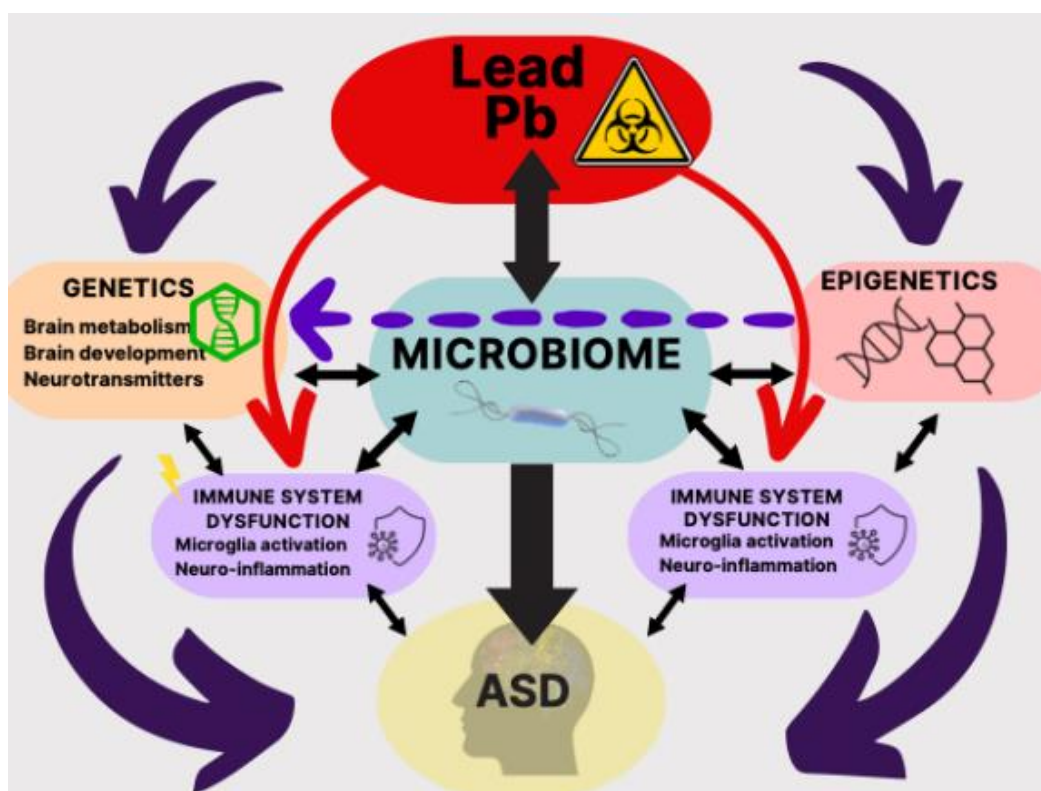 Lead
Pb
GENETICS
Brain metabolism
Brain development
Neurotransmitters
MICROBIOME
EPIGENETICS
IMMUNE SYSTEM
DYSFUNCTION
Microglia activation
Neuro-inflammation
IMMUNE SYSTEM
DYSFUNCTION
Microglia activation
Neuro-inflammation
ASD